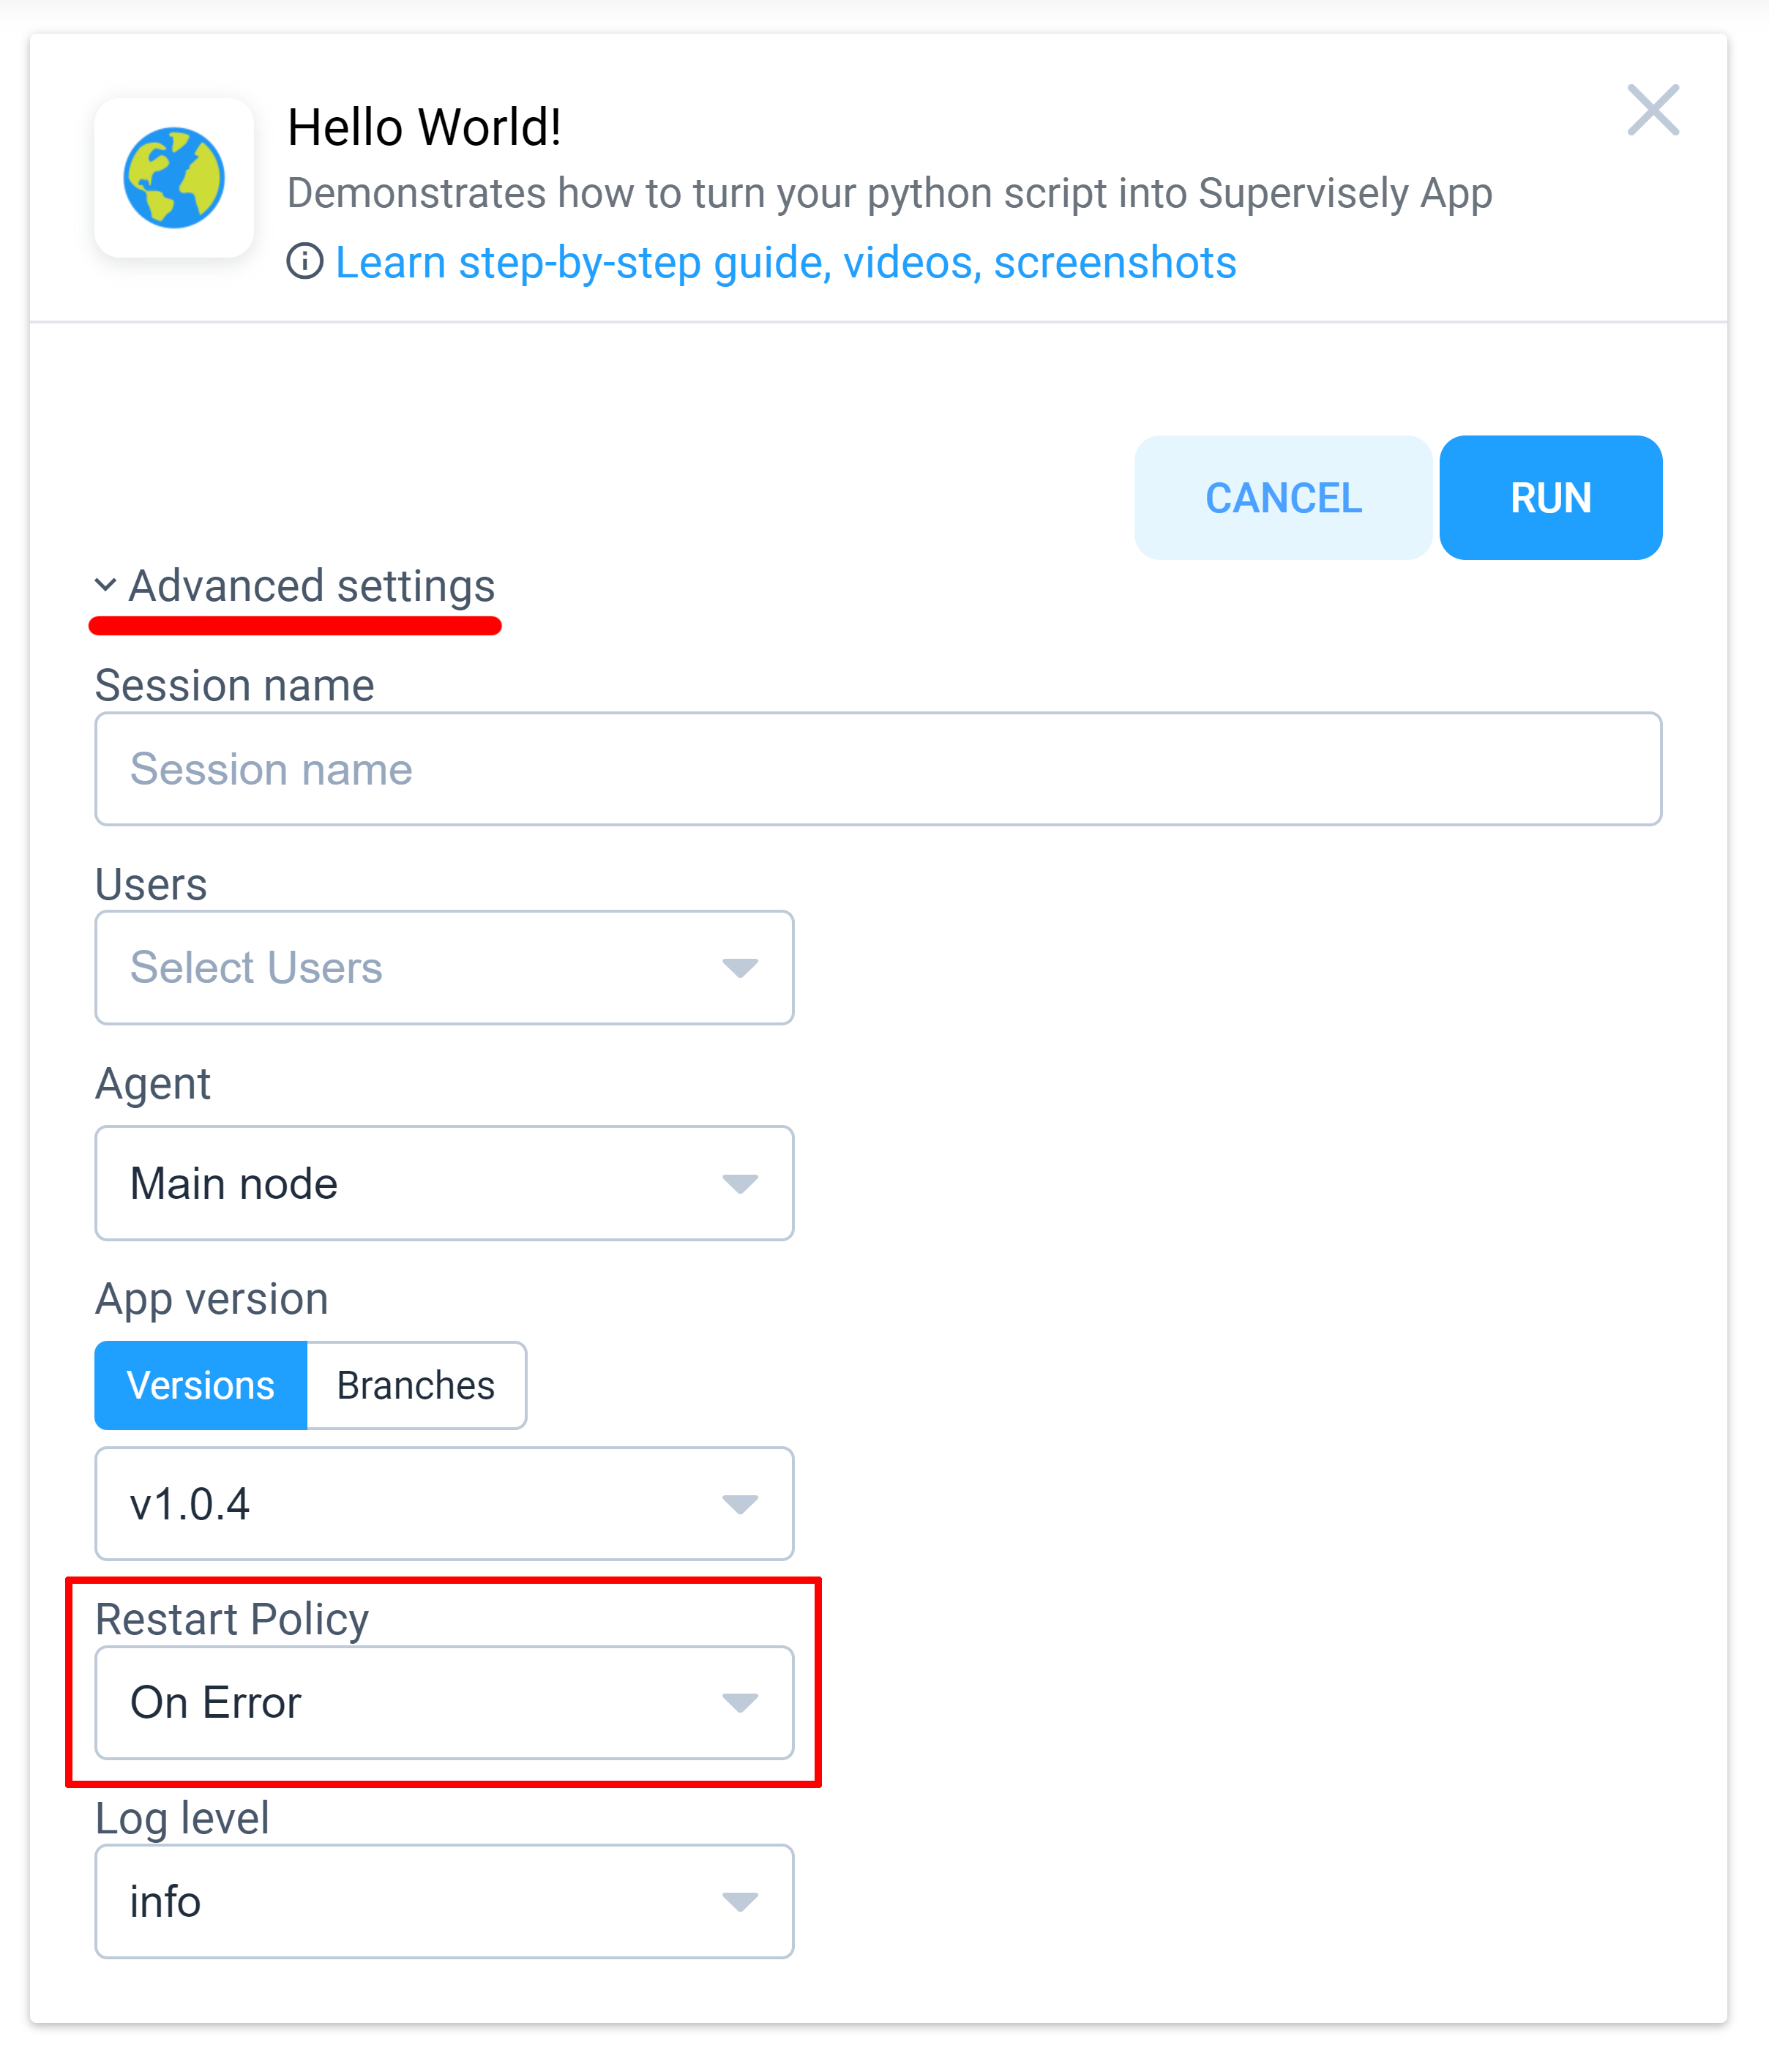 Hello World!
Demonstrates how to turn your python script into Supervisely App
Learn step-by-step guide, videos, screenshots
CANCEL RUN
Advanced settings
Session name
Session name
Users
Select Users
Agent
Main node
App version
Versions Branches
v1.0.4
Restart Policy
On Error
Log level
info